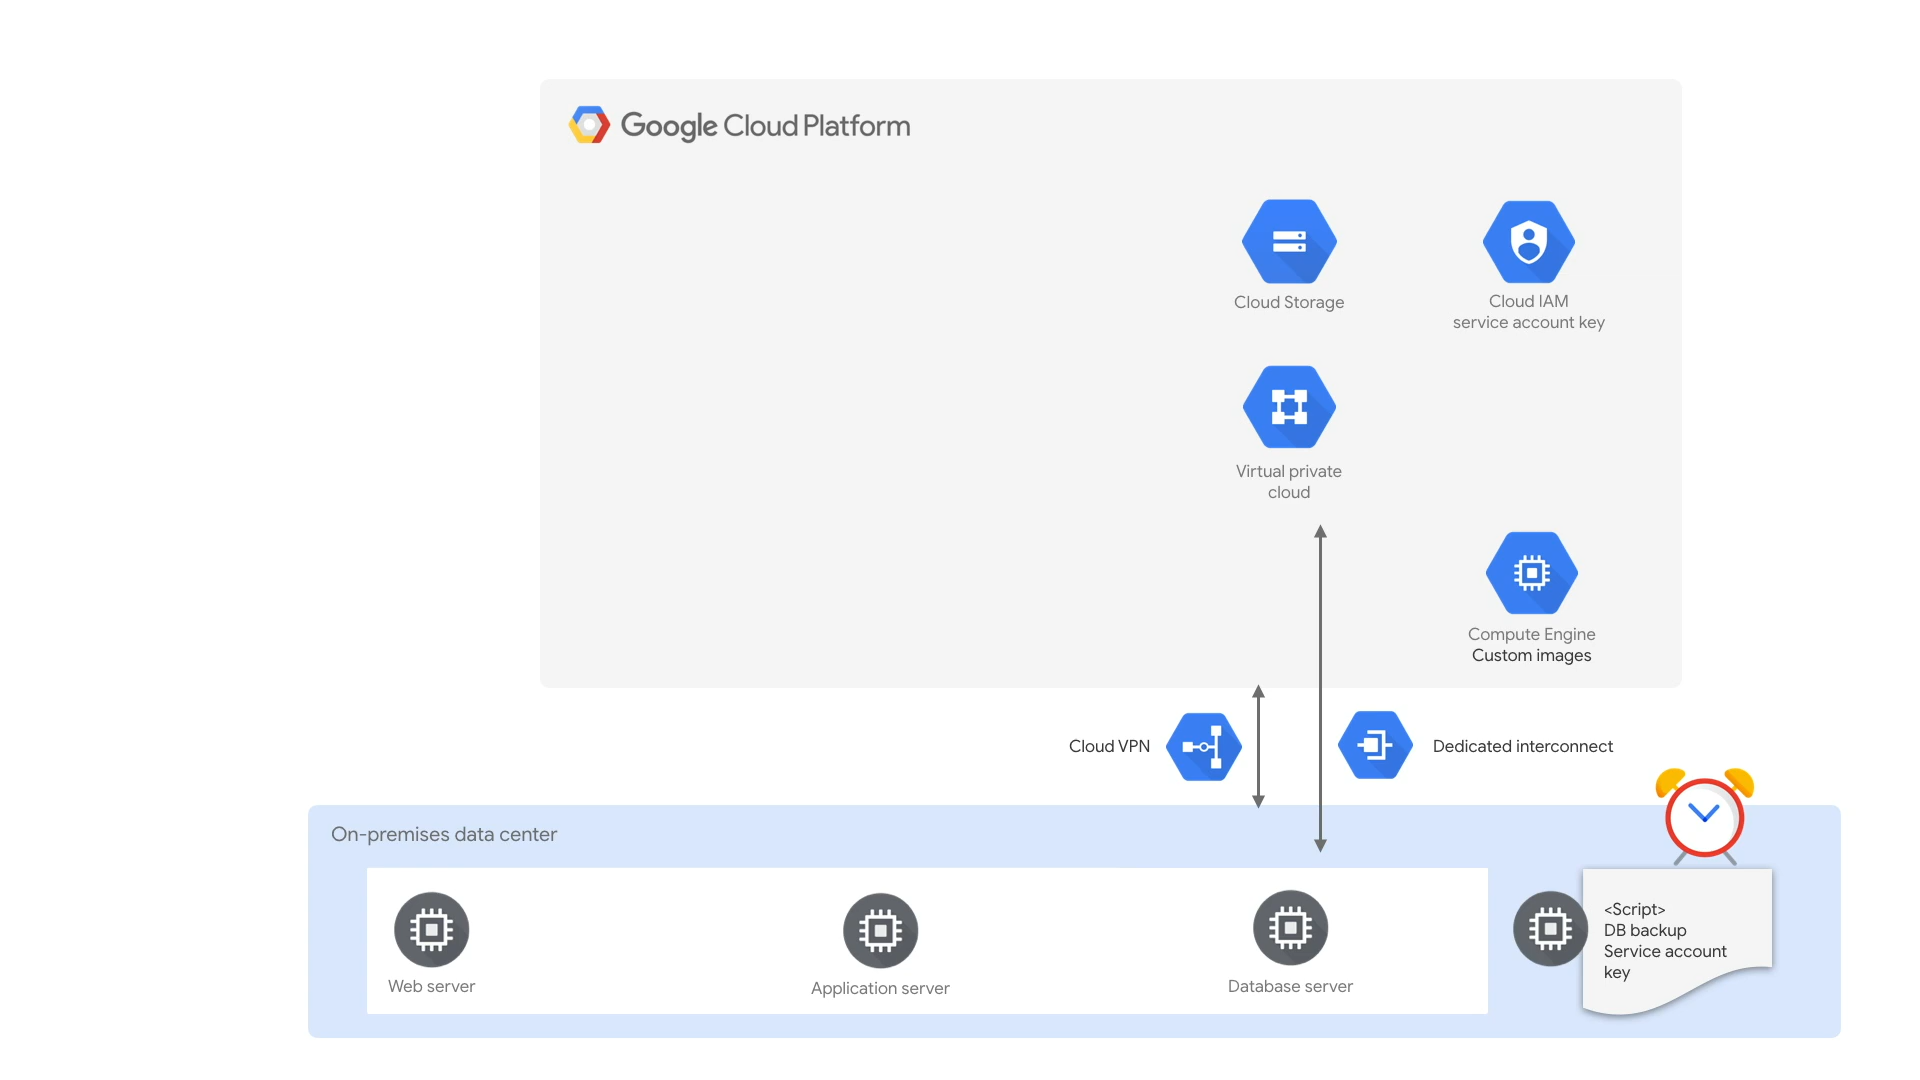 Google Cloud Platform
Cloud Storage
Cloud IAM
service account key
Virtual private
cloud
Compute Engine
Custom images
Cloud VPN
Dedicated interconnect
On-premises data center
Web server
Application server
Database server
<Script>
DB backup
Service account
key